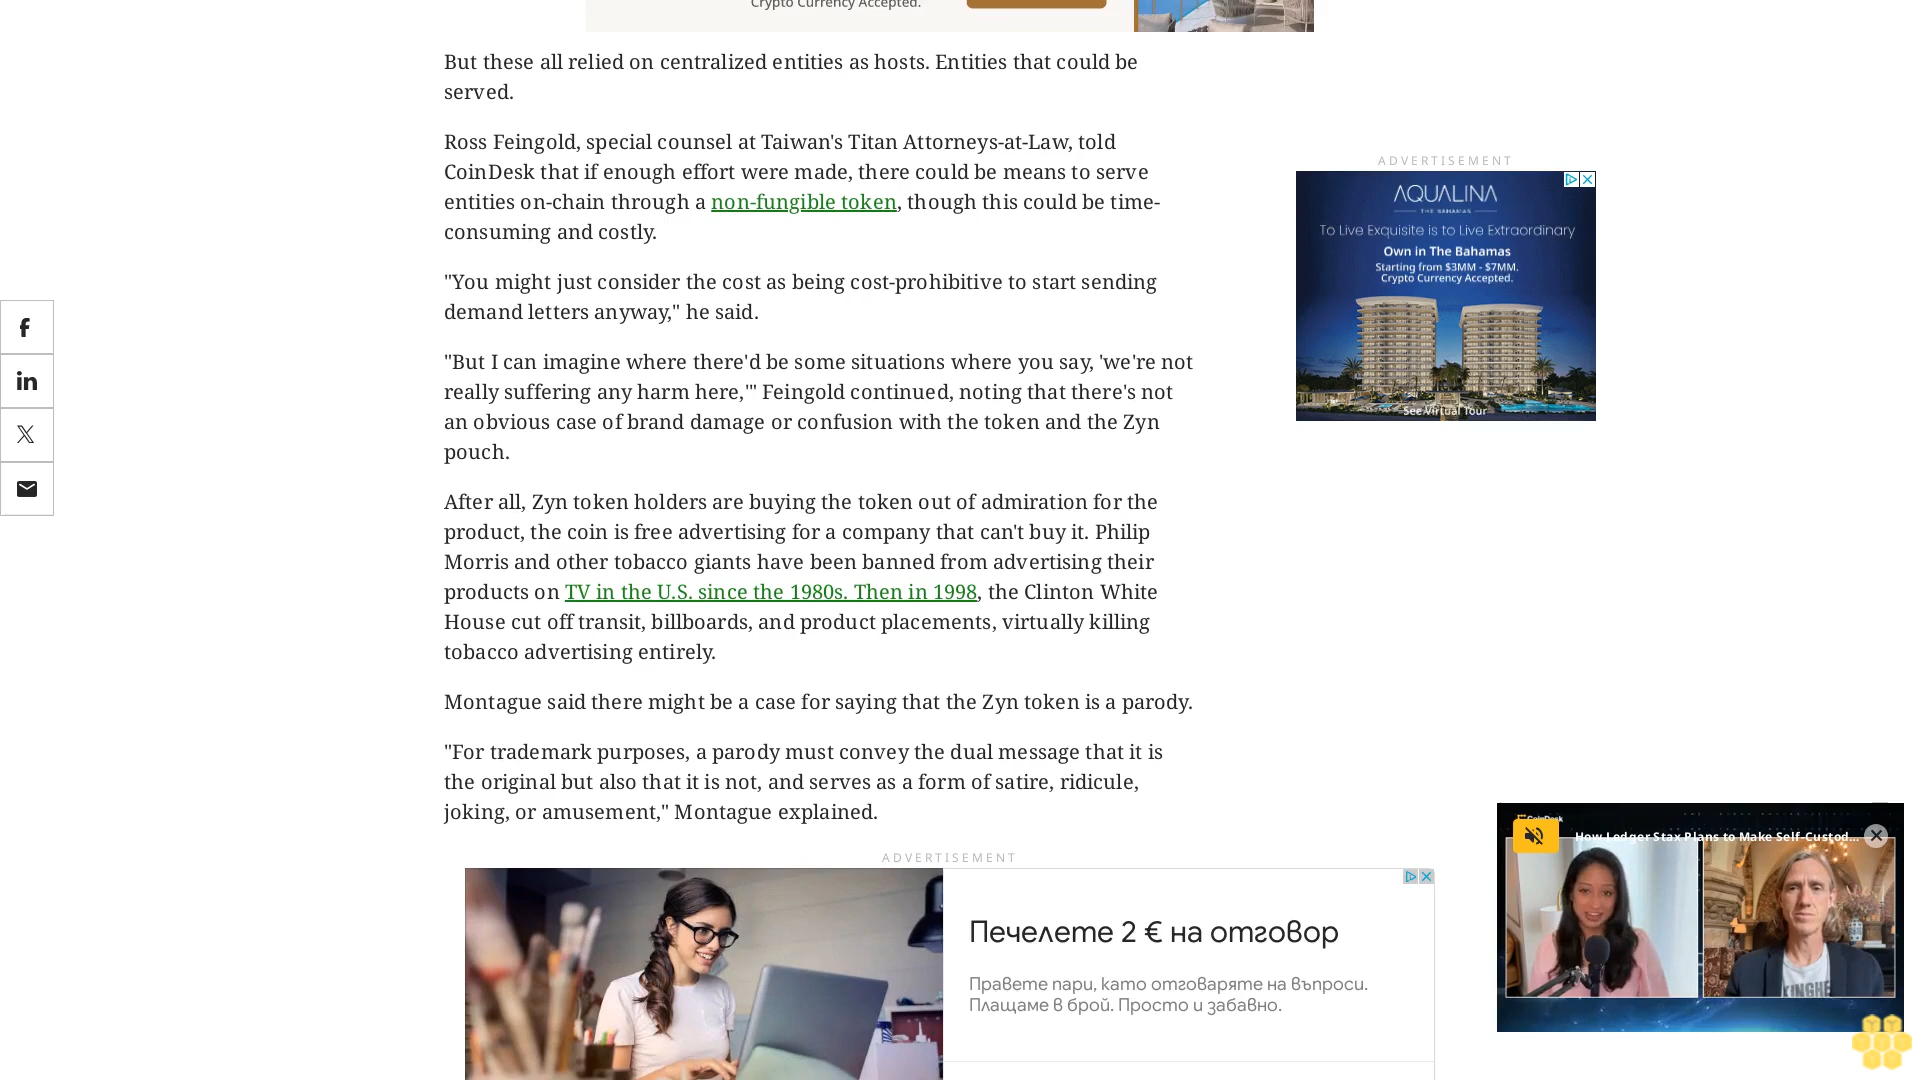 Crypto Currency Accepted.
But these all relied on centralized entities as hosts. Entities that could be
served.
Ross Feingold, special counsel at Taiwan's Titan Attorneys-at-Law, told
CoinDesk that if enough effort were made, there could be means to serve
entities on-chain through a non-fungible token, though this could be time-
consuming and costly.
"You might just consider the cost as being cost-prohibitive to start sending
demand letters anyway," he said.
"But I can imagine where there'd be some situations where you say, 'we're not
really suffering any harm here,'" Feingold continued, noting that there's not
an obvious case of brand damage or confusion with the token and the Zyn
pouch.
After all, Zyn token holders are buying the token out of admiration for the
product, the coin is free advertising for a company that can't buy it. Philip
Morris and other tobacco giants have been banned from advertising their
products on TV in the U.S. since the 1980s. Then in 1998, the Clinton White
House cut off transit, billboards, and product placements, virtually killing
tobacco advertising entirely.
Montague said there might be a case for saying that the Zyn token is a parody.
"For trademark purposes, a parody must convey the dual message that it is
the original but also that it is not, and serves as a form of satire, ridicule,
joking, or amusement," Montague explained.
ADVERTISEMENT
AQUALINA
THE BAHAMAS
To Live Exquisite is to Live Extraordinary
Own in The Bahamas
Starting from $3MM - $7MM.
Crypto Currency Accepted.
See Virtual Tour
ADVERTISEMENT
Печелете 2 € на отговор
Правете пари, като отговаряте на въпроси.
Плащаме в брой. Просто и забавно.
CoinDesk
How Ledger Stax Plans to Make Self-Custod...